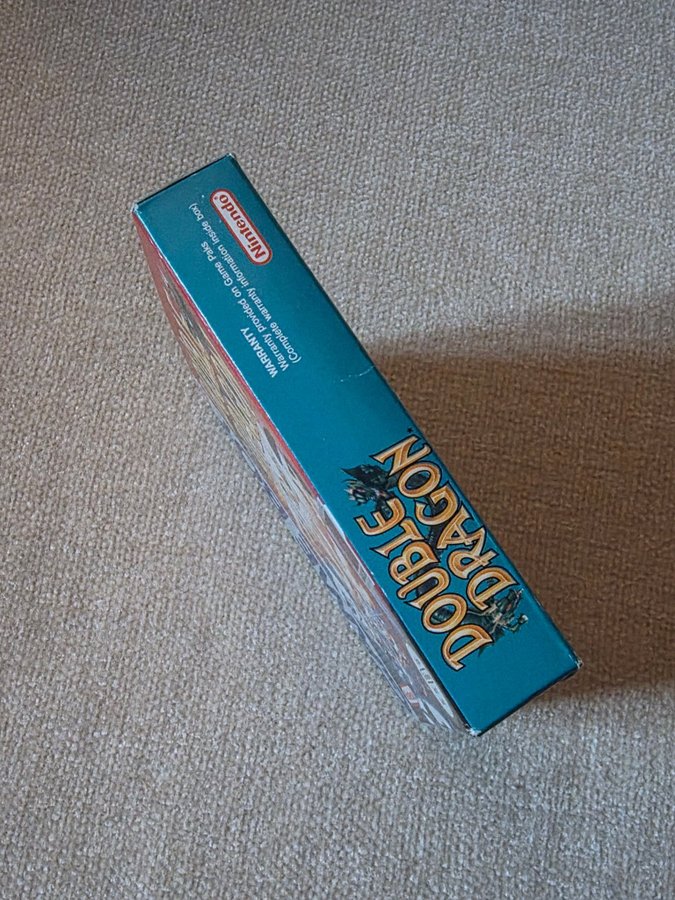 DOUBLE
DRAGON
WARRANTY
Warranty provided on Game Paks
(Complete warranty information inside box)
Nintendo®